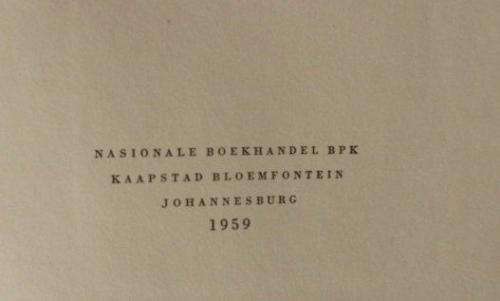 NASIONALE BOEKHANDEL BPK
KAAPSTAD BLOEMFONTEIN
JOHANNESBURG
1959